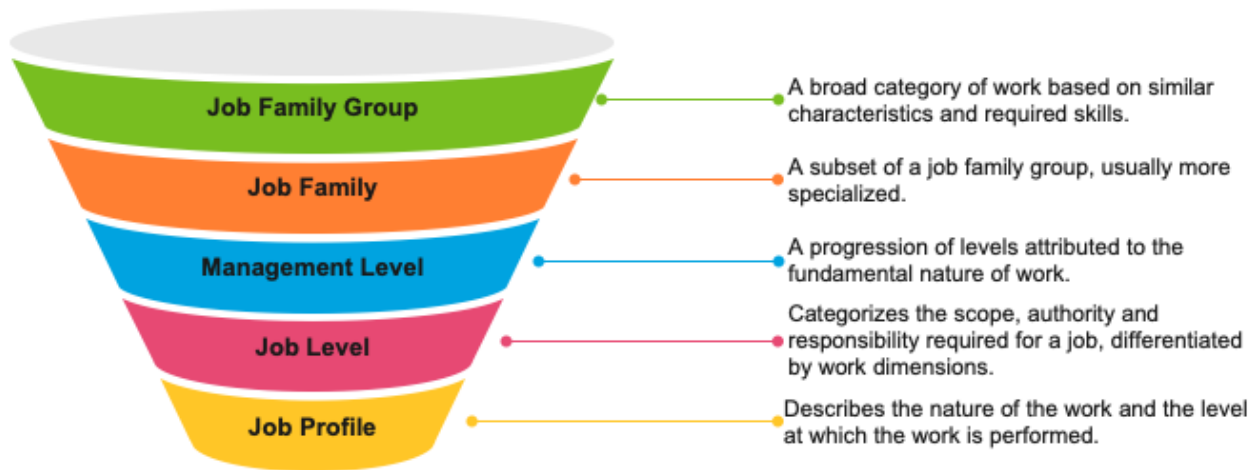 Job Family Group
A broad category of work based on similar
characteristics and required skills.
Job Family
A subset of a job family group, usually more
specialized.
Management Level
A progression of levels attributed to the
fundamental nature of work.
Job Level
Categorizes the scope, authority and
responsibility required for a job, differentiated
by work dimensions.
Job Profile
Describes the nature of the work and the level
at which the work is performed.